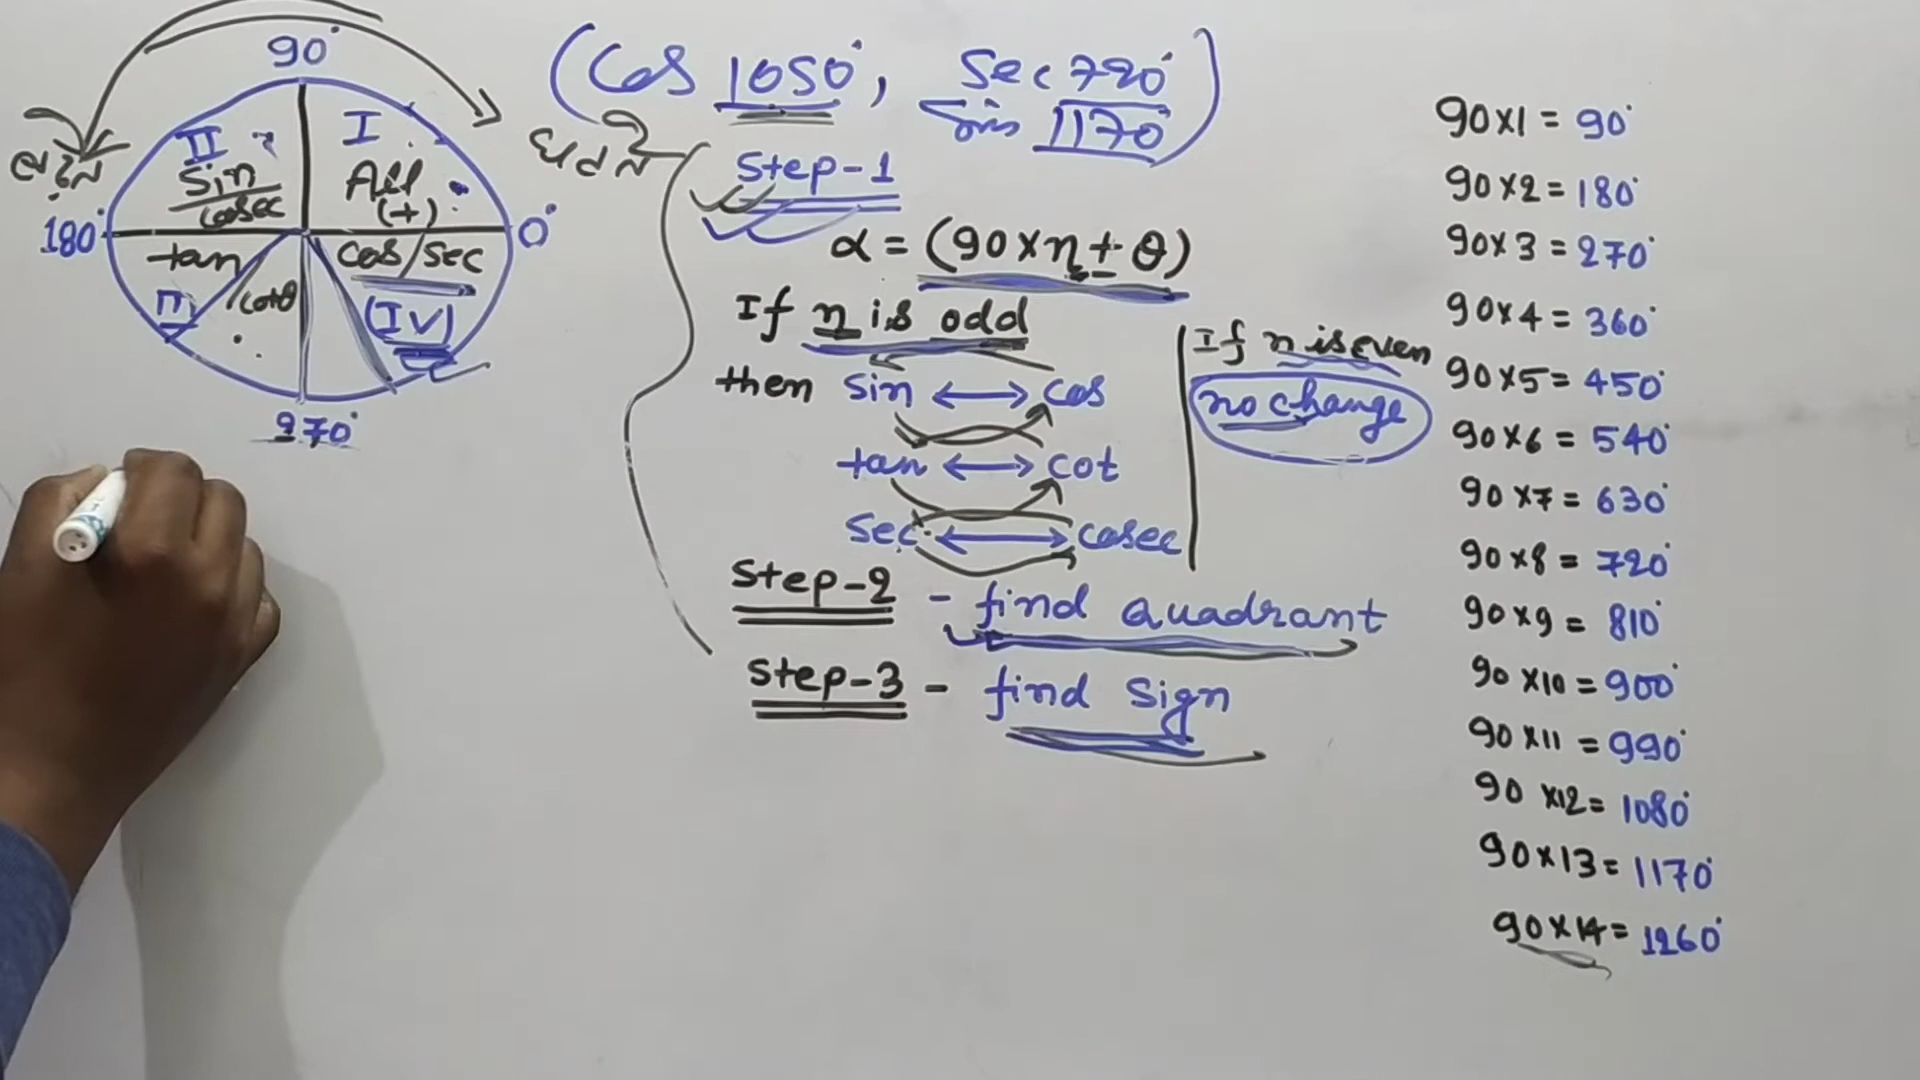 90°
(Cos 1050°, Sec 720°
Sin 1170°)
II
I
Sin
cosec
All
(+)
180°
0°
tan
cotθ
cos/sec
III
(IV)
270°
Step-1
α = (90×n ± θ)
If n is odd
then sin ↔ cos
tan ↔ cot
Sec ↔ cosec
If n is even
no change
Step-2 - find Quadrant
Step-3 - find Sign
90×1 = 90°
90×2 = 180°
90×3 = 270°
90×4 = 360°
90×5 = 450°
90×6 = 540°
90×7 = 630°
90×8 = 720°
90×9 = 810°
90×10 = 900°
90×11 = 990°
90×12 = 1080°
90×13 = 1170°
90×14 = 1260°